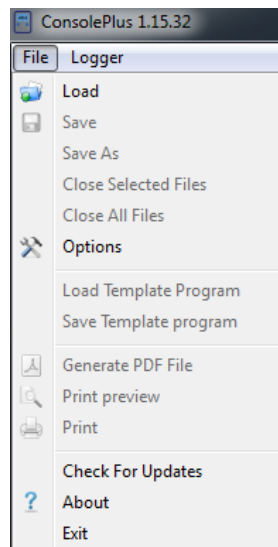 ConsolePlus 1.15.32
File Logger
Load
Save
Save As
Close Selected Files
Close All Files
Options
Load Template Program
Save Template program
Generate PDF File
Print preview
Print
Check For Updates
About
Exit